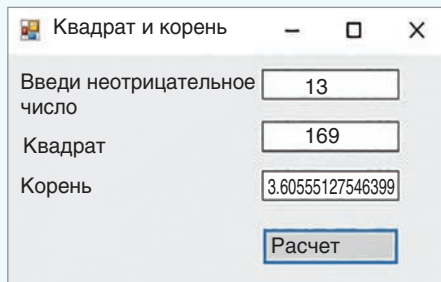 Квадрат и корень
Введи неотрицательное
число
13
Квадрат
169
Корень
3.60555127546399
Расчет